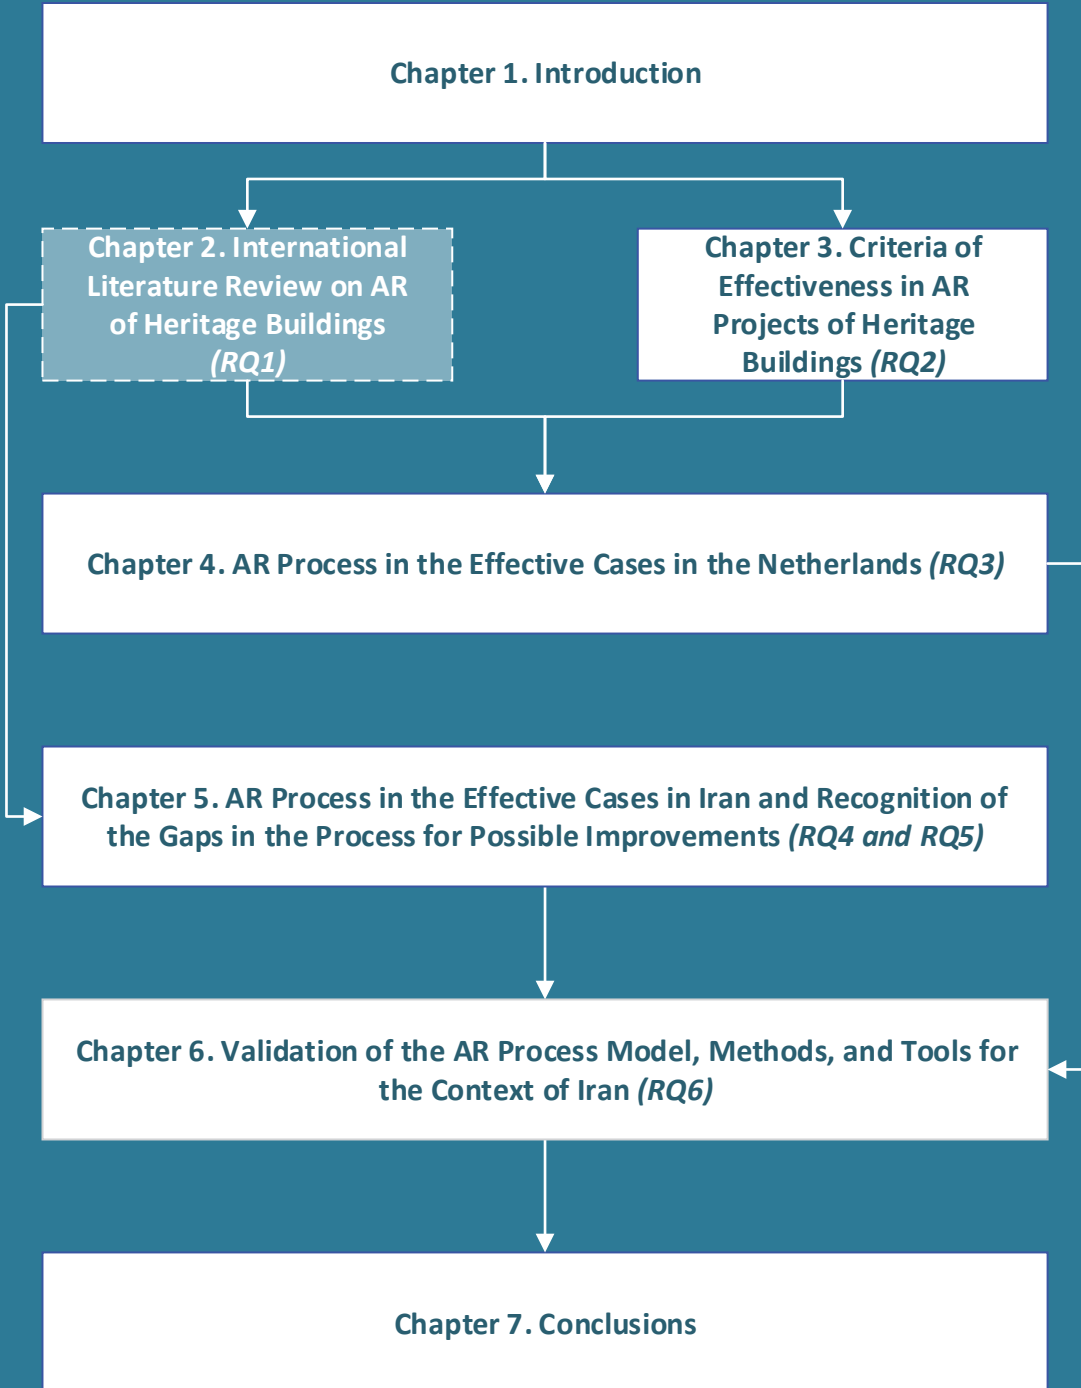 Chapter 1. Introduction
Chapter 2. International
Literature Review on AR
of Heritage Buildings
(RQ1)
Chapter 3. Criteria of
Effectiveness in AR
Projects of Heritage
Buildings (RQ2)
Chapter 4. AR Process in the Effective Cases in the Netherlands (RQ3)
Chapter 5. AR Process in the Effective Cases in Iran and Recognition of
the Gaps in the Process for Possible Improvements (RQ4 and RQ5)
Chapter 6. Validation of the AR Process Model, Methods, and Tools for
the Context of Iran (RQ6)
Chapter 7. Conclusions